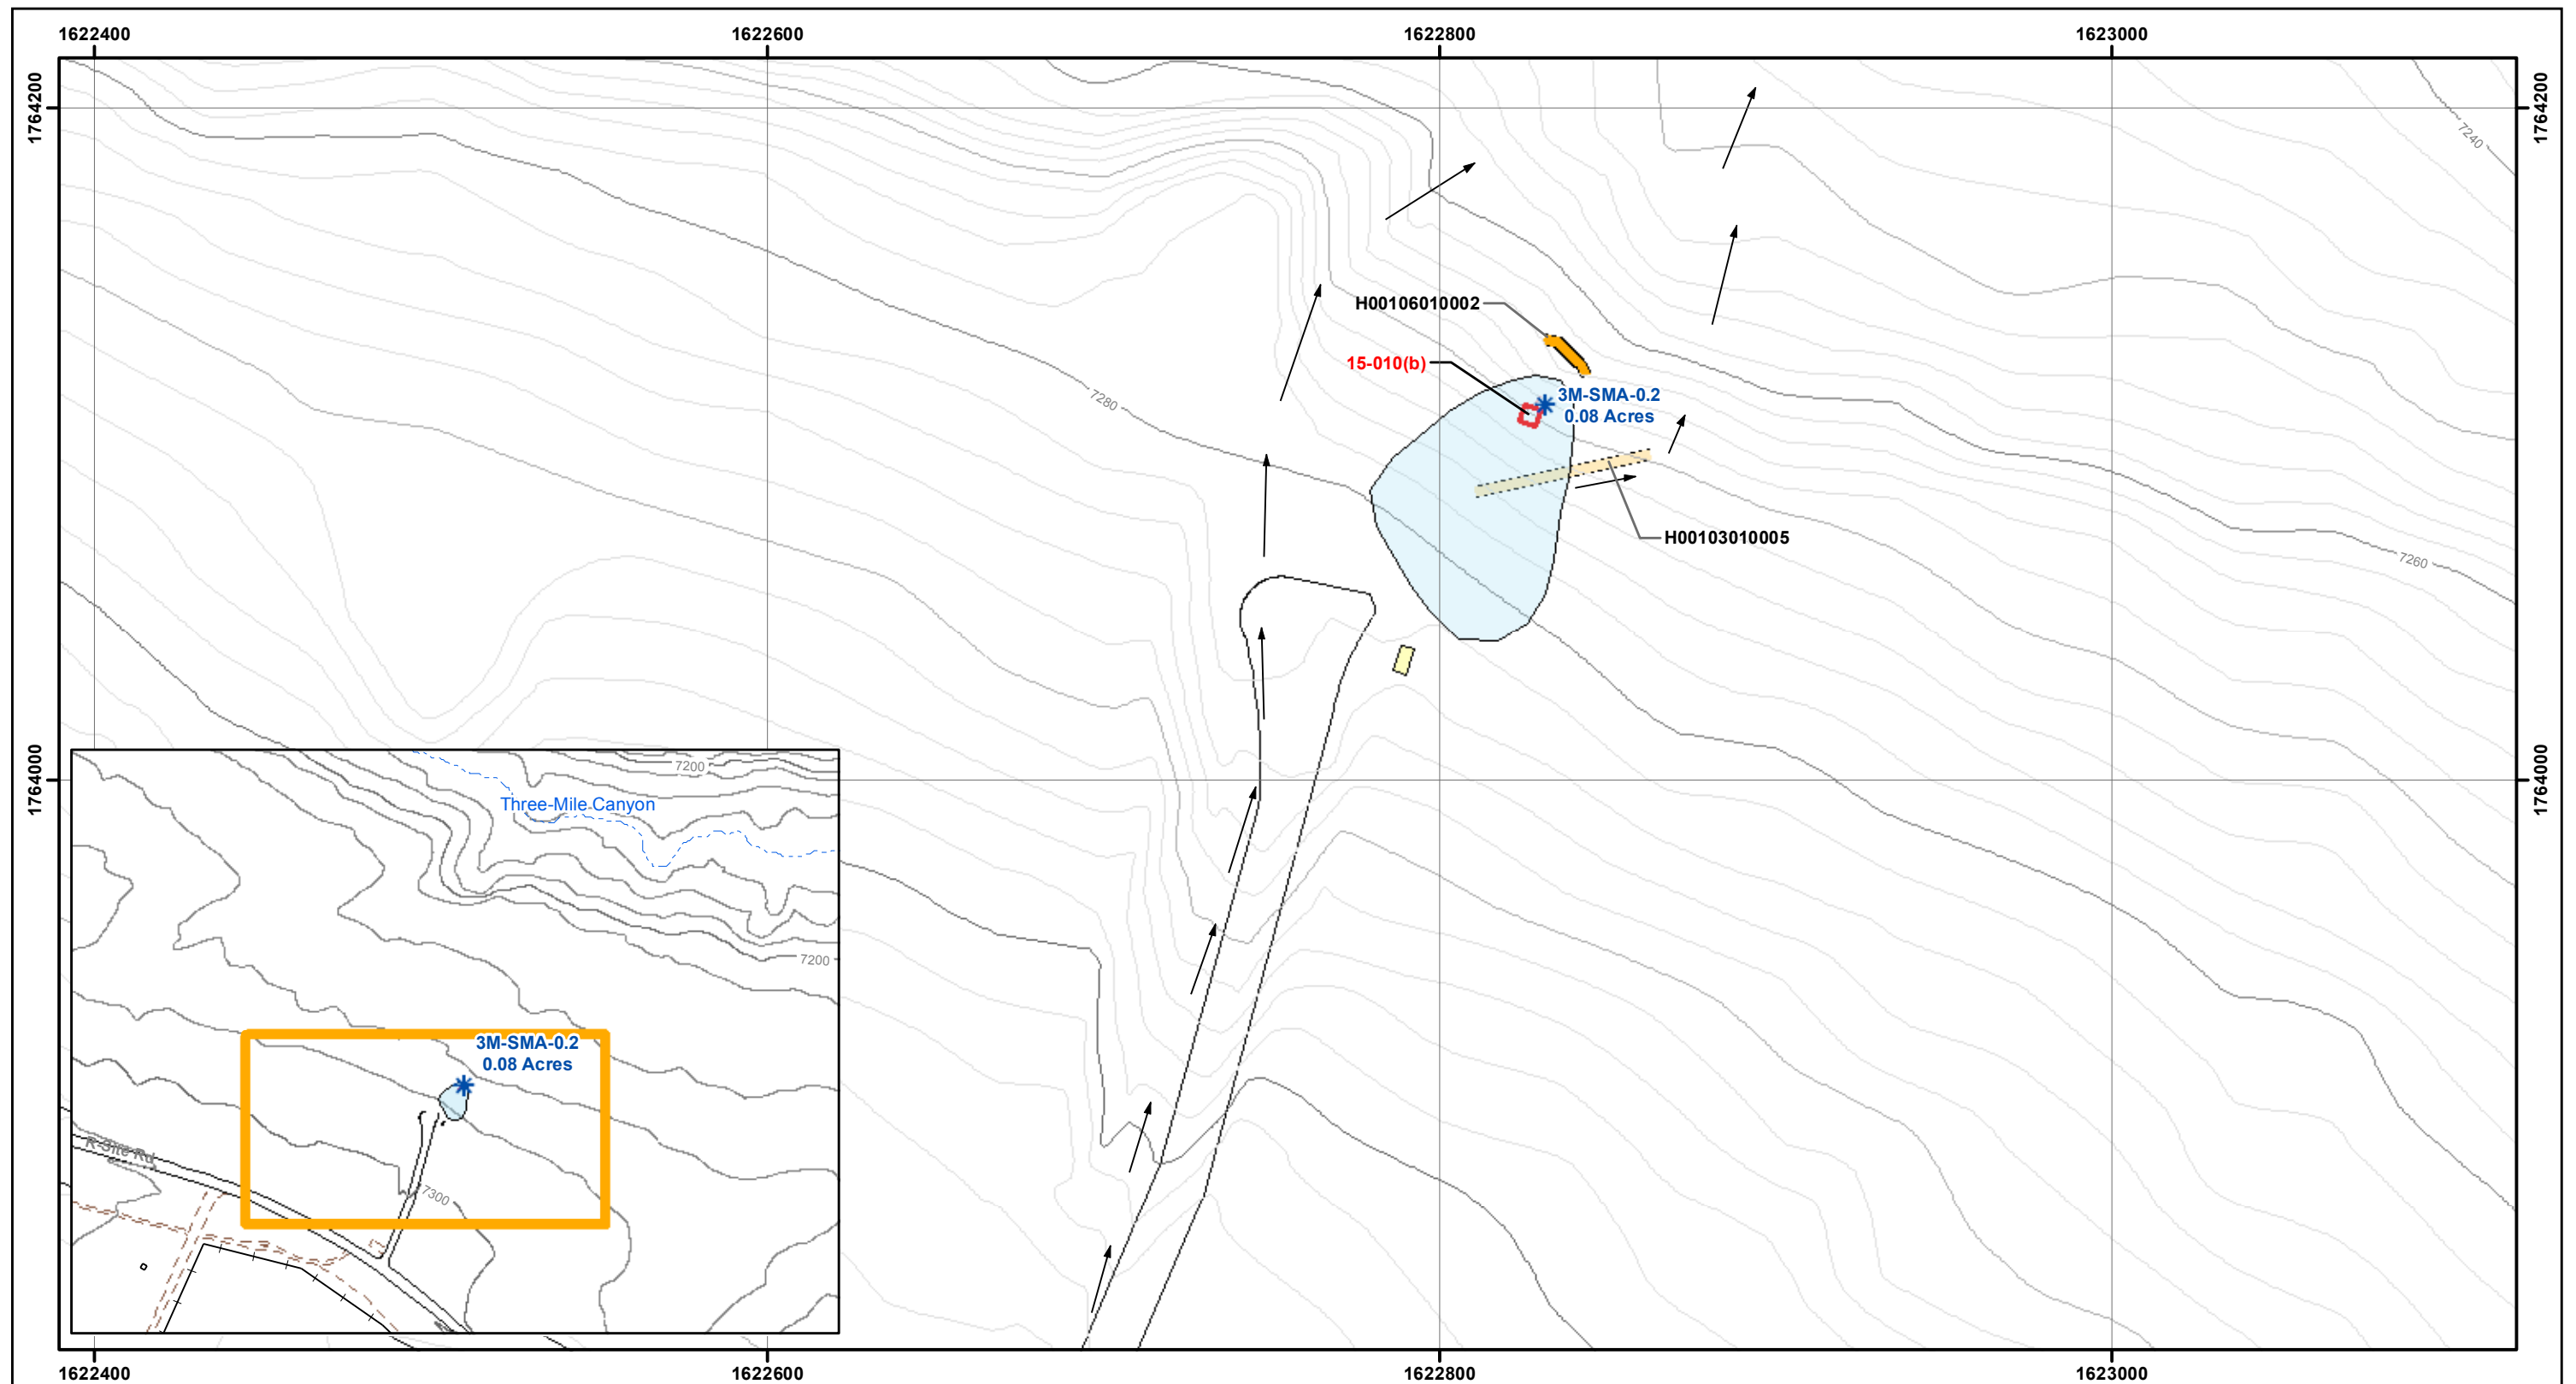 1622400
1622600
1622800
1623000
1764200
1764200
7240
H00106010002
15-010(b)
3M-SMA-0.2
0.08 Acres
7280
H00103010005
7260
1764000
1764000
7200
Three-Mile Canyon
7200
3M-SMA-0.2
0.08 Acres
R-Site Rd
7300
1622400
1622600
1622800
1623000